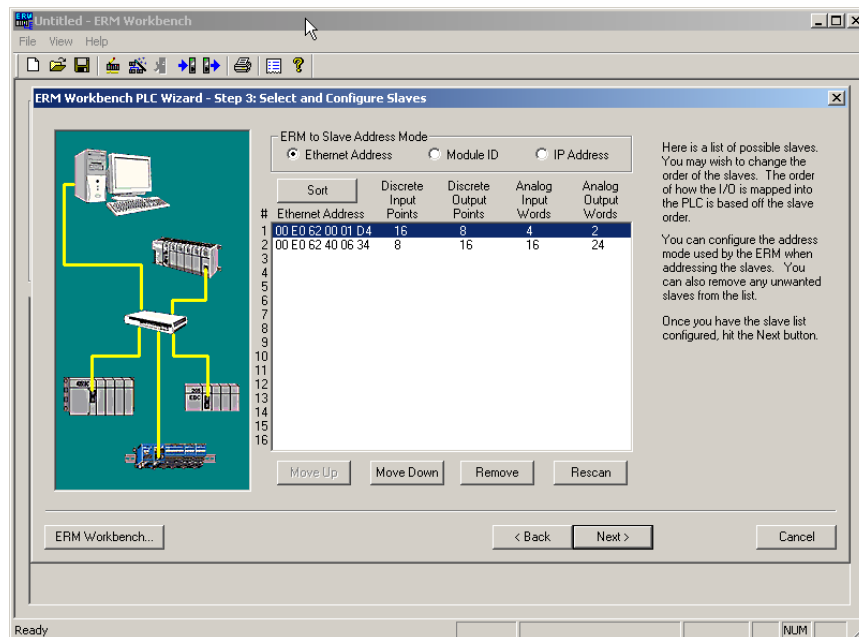 Untitled - ERM Workbench
File View Help
ERM Workbench PLC Wizard - Step 3: Select and Configure Slaves
ERM to Slave Address Mode
Ethernet Address Module ID IP Address
Sort
Discrete Input Points
Discrete Output Points
Analog Input Words
Analog Output Words
# Ethernet Address
1 00 E0 62 00 01 D4 16 8 4 2
2 00 E0 62 40 06 34 8 16 16 24
3
4
5
6
7
8
9
10
11
12
13
14
15
16
Move Up Move Down Remove Rescan
Here is a list of possible slaves.
You may wish to change the
order of the slaves. The order
of how the I/O is mapped into
the PLC is based off the slave
order.
You can configure the address
mode used by the ERM when
addressing the slaves. You
can also remove any unwanted
slaves from the list.
Once you have the slave list
configured, hit the Next button.
ERM Workbench... < Back Next > Cancel
Ready NUM